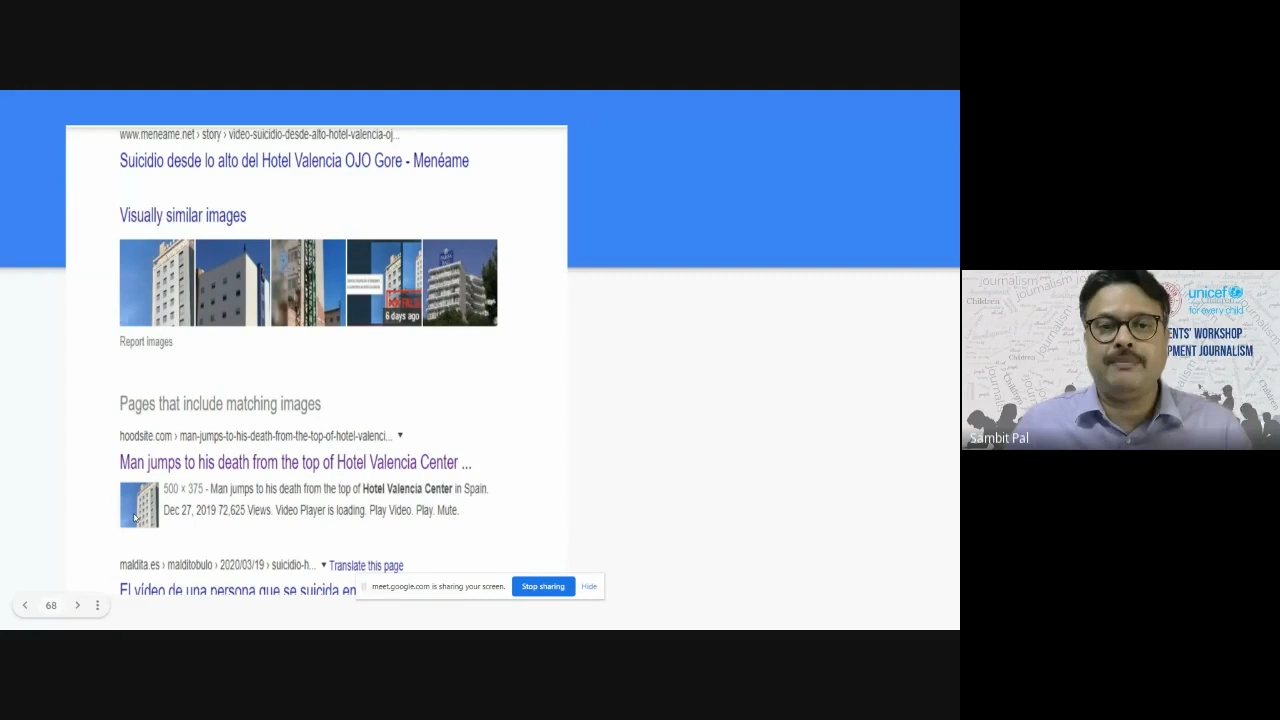 www.meneame.net › story › video-suicidio-desde-alto-hotel-valencia-oj...
Suicidio desde lo alto del Hotel Valencia OJO Gore - Menéame
Visually similar images
6 days ago
Report images
Pages that include matching images
hoodsite.com › man-jumps-to-his-death-from-the-top-of-hotel-valenci...
Man jumps to his death from the top of Hotel Valencia Center ...
500 × 375 - Man jumps to his death from the top of Hotel Valencia Center in Spain.
Dec 27, 2019 72,625 Views. Video Player is loading. Play Video. Play. Mute.
maldita.es › malditobulo › 2020/03/19 › suicidio-h... Translate this page
El vídeo de una persona que se suicida en
meet.google.com is sharing your screen. Stop sharing Hide
68
Children
journalism
unicef
for every child
ENTS' WORKSHOP
PMENT JOURNALISM
Sambit Pal